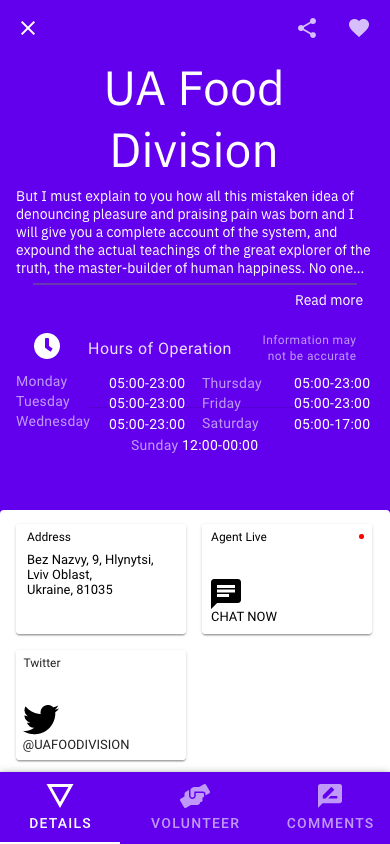 UA Food
Division
But I must explain to you how all this mistaken idea of
denouncing pleasure and praising pain was born and I
will give you a complete account of the system, and
expound the actual teachings of the great explorer of the
truth, the master-builder of human happiness. No one...
Read more
Hours of Operation
Information may
not be accurate
Monday 05:00-23:00 Thursday 05:00-23:00
Tuesday 05:00-23:00 Friday 05:00-23:00
Wednesday 05:00-23:00 Saturday 05:00-17:00
Sunday 12:00-00:00
Address
Bez Nazvy, 9, Hlynytsi,
Lviv Oblast,
Ukraine, 81035
Agent Live
CHAT NOW
Twitter
@UAFOODIVISION
DETAILS VOLUNTEER COMMENTS